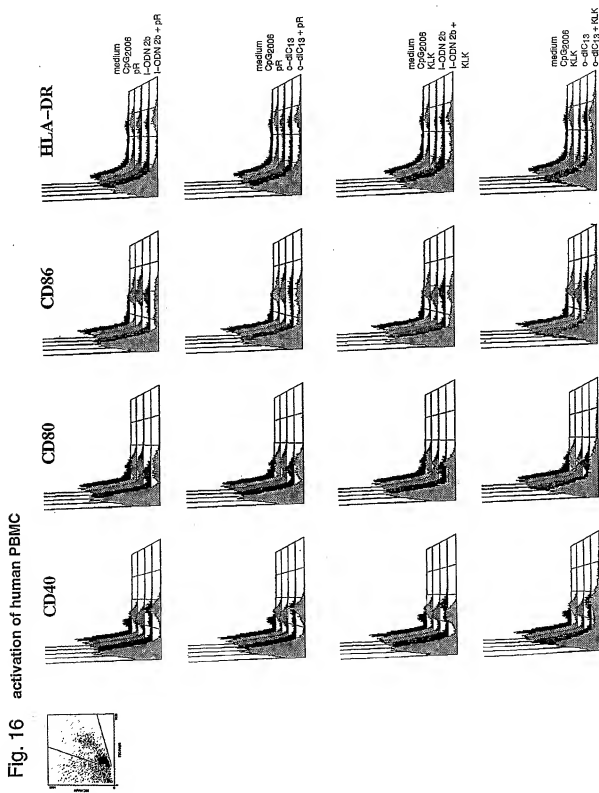 Fig. 16 activation of human PBMC
CD40
CD80
CD86
HLA-DR
medium
CpG2006
pR
I-ODN 2b
I-ODN 2b + pR
medium
CpG2006
pR
o-dIC13
o-dIC13 + pR
medium
CpG2006
KLK
I-ODN 2b
I-ODN 2b +
KLK
medium
CpG2006
KLK
o-dIC13
o-dIC13 + KLK